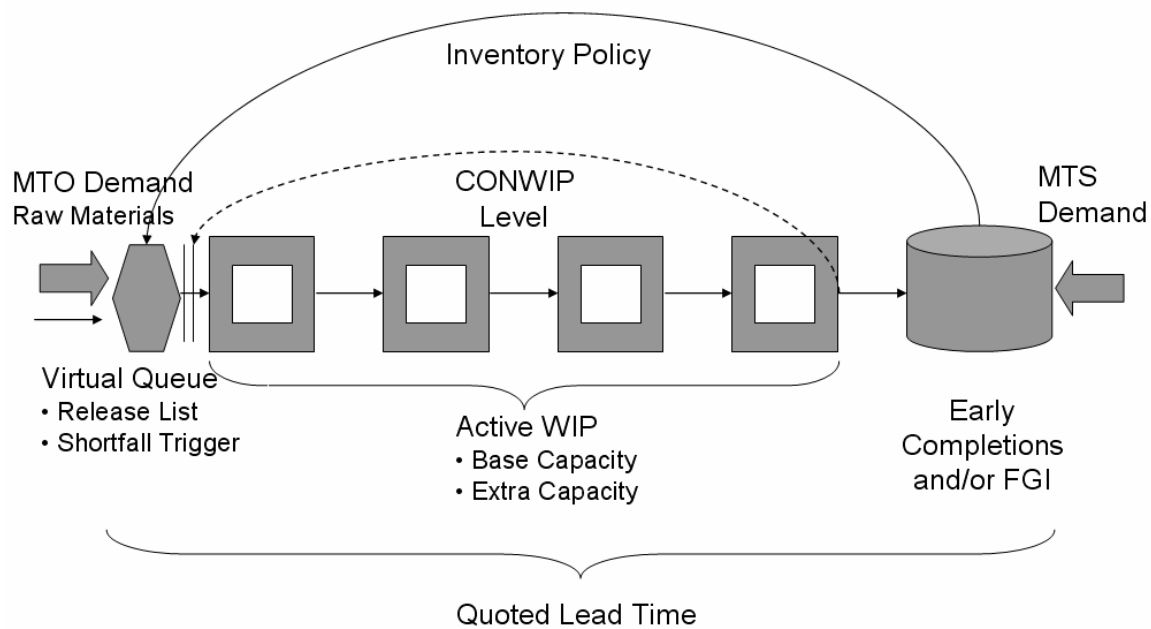 Inventory Policy
MTO Demand
Raw Materials
CONWIP
Level
MTS
Demand
Virtual Queue
• Release List
• Shortfall Trigger
Active WIP
• Base Capacity
• Extra Capacity
Early
Completions
and/or FGI
Quoted Lead Time